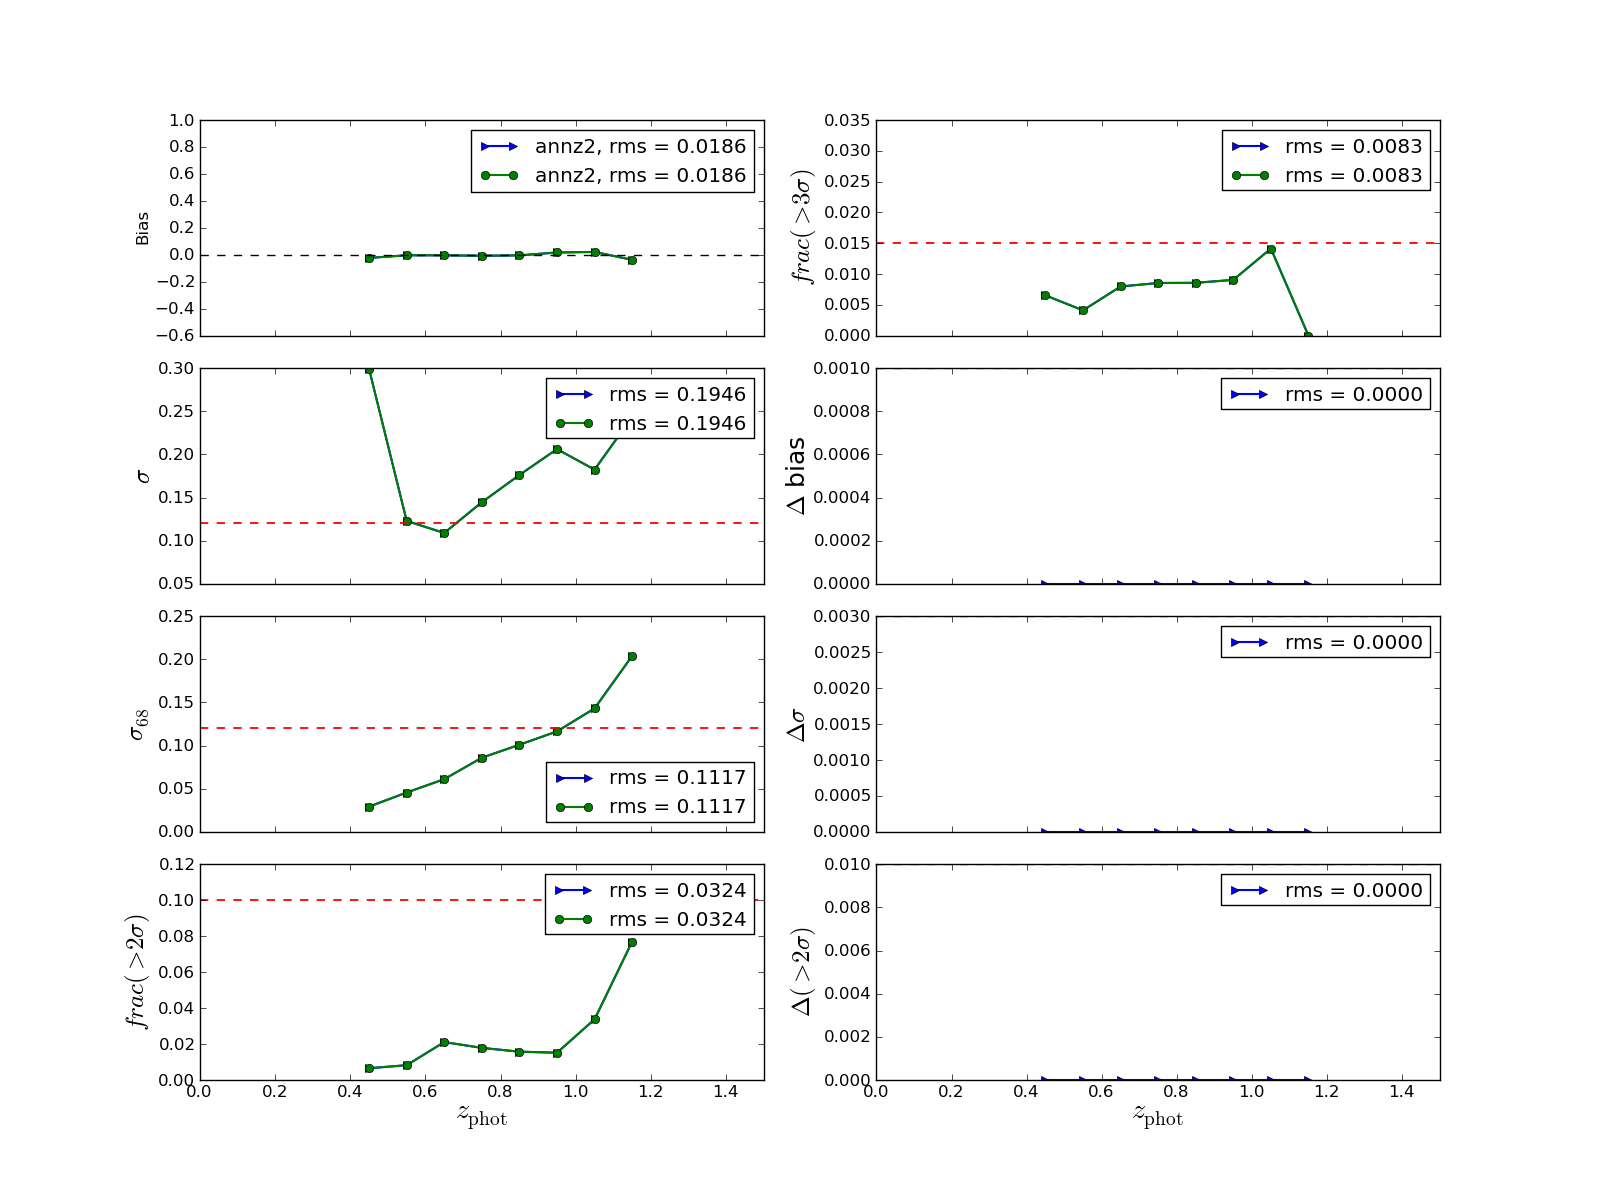 1.0
0.8
0.6
0.4
0.2
0.0
−0.2
−0.4
−0.6
Bias
annz2, rms = 0.0186
annz2, rms = 0.0186
0.035
0.030
0.025
0.020
0.015
0.010
0.005
0.000
frac(>3σ)
rms = 0.0083
rms = 0.0083
0.30
0.25
0.20
0.15
0.10
0.05
σ
rms = 0.1946
rms = 0.1946
0.0010
0.0008
0.0006
0.0004
0.0002
0.0000
Δ bias
rms = 0.0000
0.25
0.20
0.15
0.10
0.05
0.00
σ68
rms = 0.1117
rms = 0.1117
0.0030
0.0025
0.0020
0.0015
0.0010
0.0005
0.0000
Δσ
rms = 0.0000
0.12
0.10
0.08
0.06
0.04
0.02
0.00
frac(>2σ)
rms = 0.0324
rms = 0.0324
0.0 0.2 0.4 0.6 0.8 1.0 1.2 1.4
zphot
0.010
0.008
0.006
0.004
0.002
0.000
Δ(>2σ)
rms = 0.0000
0.0 0.2 0.4 0.6 0.8 1.0 1.2 1.4
zphot